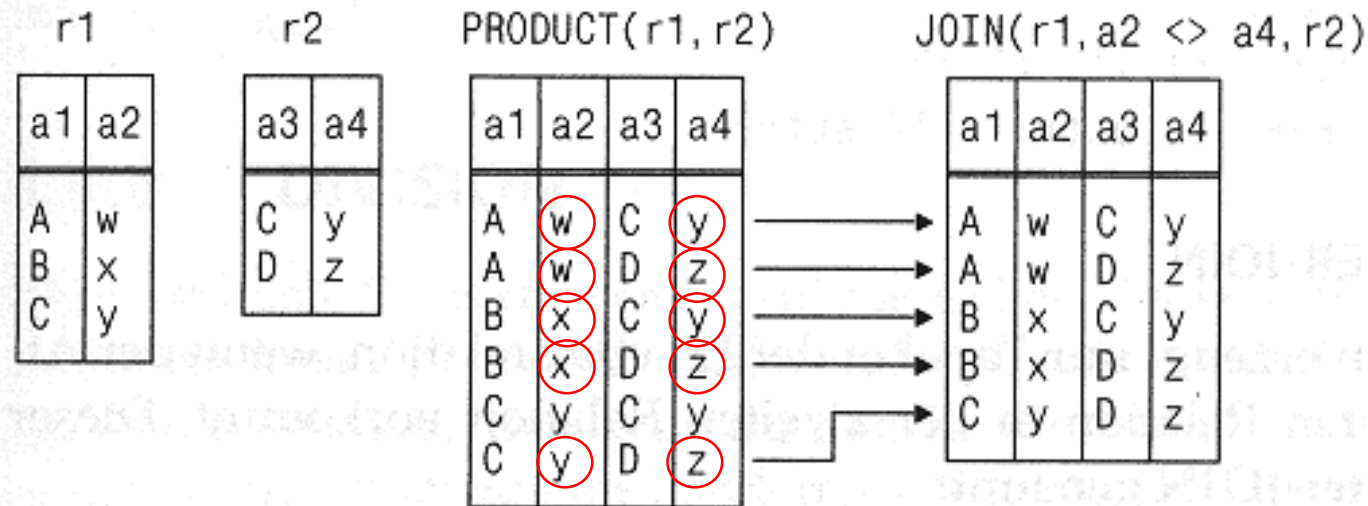 r1 r2 PRODUCT(r1,r2) JOIN(r1,a2 <> a4,r2)
a1 a2 a3 a4 a1 a2 a3 a4 a1 a2 a3 a4
A w C y A w C y A w C y
B x D z A w D z A w D z
C y B x C y B x C y
B x D z B x D z
C y C y C y D z
C y D z